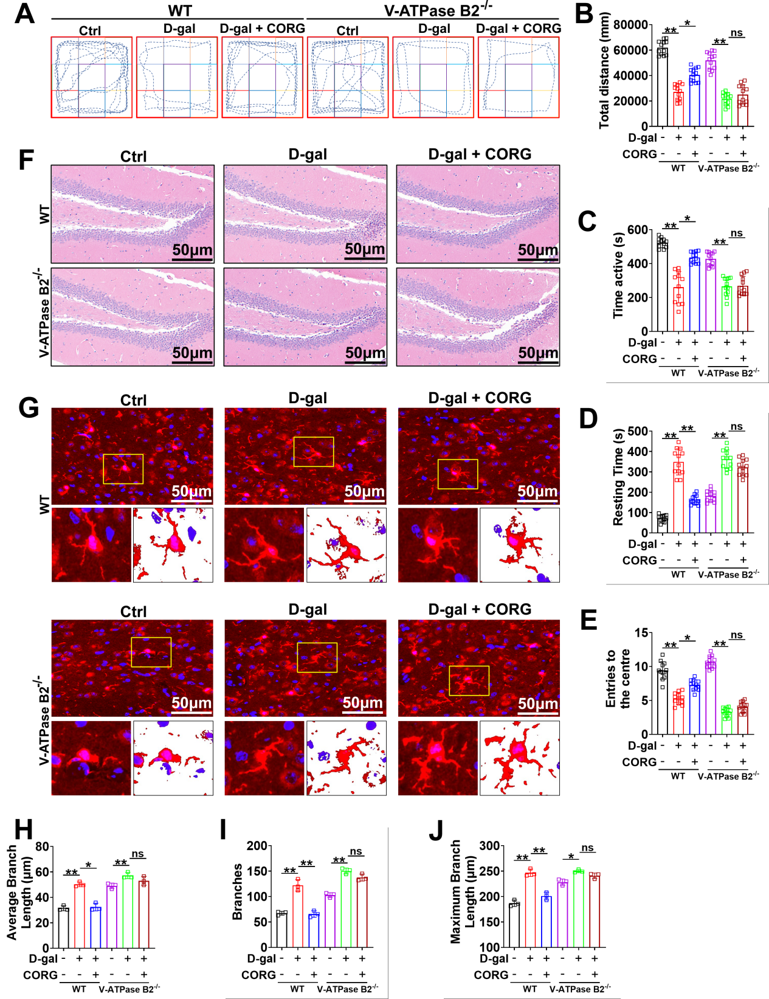 A
WT
V-ATPase B2-/-
Ctrl
D-gal
D-gal + CORG
Ctrl
D-gal
D-gal + CORG
B
Total distance (mm)
80000
60000
40000
20000
0
** * ** ns
D-gal - + + - + +
CORG - - + - - +
WT V-ATPase B2-/-
C
Time active (s)
600
400
200
0
** * ** ns
D-gal - + + - + +
CORG - - + - - +
WT V-ATPase B2-/-
D
Resting Time (s)
500
400
300
200
100
0
** ** ** ns
D-gal - + + - + +
CORG - - + - - +
WT V-ATPase B2-/-
E
Entries to
the centre
15
10
5
0
** * ** ns
D-gal - + + - + +
CORG - - + - - +
WT V-ATPase B2-/-
F
Ctrl
D-gal
D-gal + CORG
WT
50µm
50µm
50µm
V-ATPase B2-/-
50µm
50µm
50µm
G
Ctrl
D-gal
D-gal + CORG
WT
50µm
50µm
50µm
Ctrl
D-gal
D-gal + CORG
V-ATPase B2-/-
50µm
50µm
50µm
H
Average Branch
Length (µm)
80
60
40
20
0
** * ** ns
D-gal - + + - + +
CORG - - + - - +
WT V-ATPase B2-/-
I
Branches
200
150
100
50
0
** ** ** ns
D-gal - + + - + +
CORG - - + - - +
WT V-ATPase B2-/-
J
Maximum Branch
Length (µm)
300
250
200
150
100
** ** * ns
D-gal - + + - + +
CORG - - + - - +
WT V-ATPase B2-/-